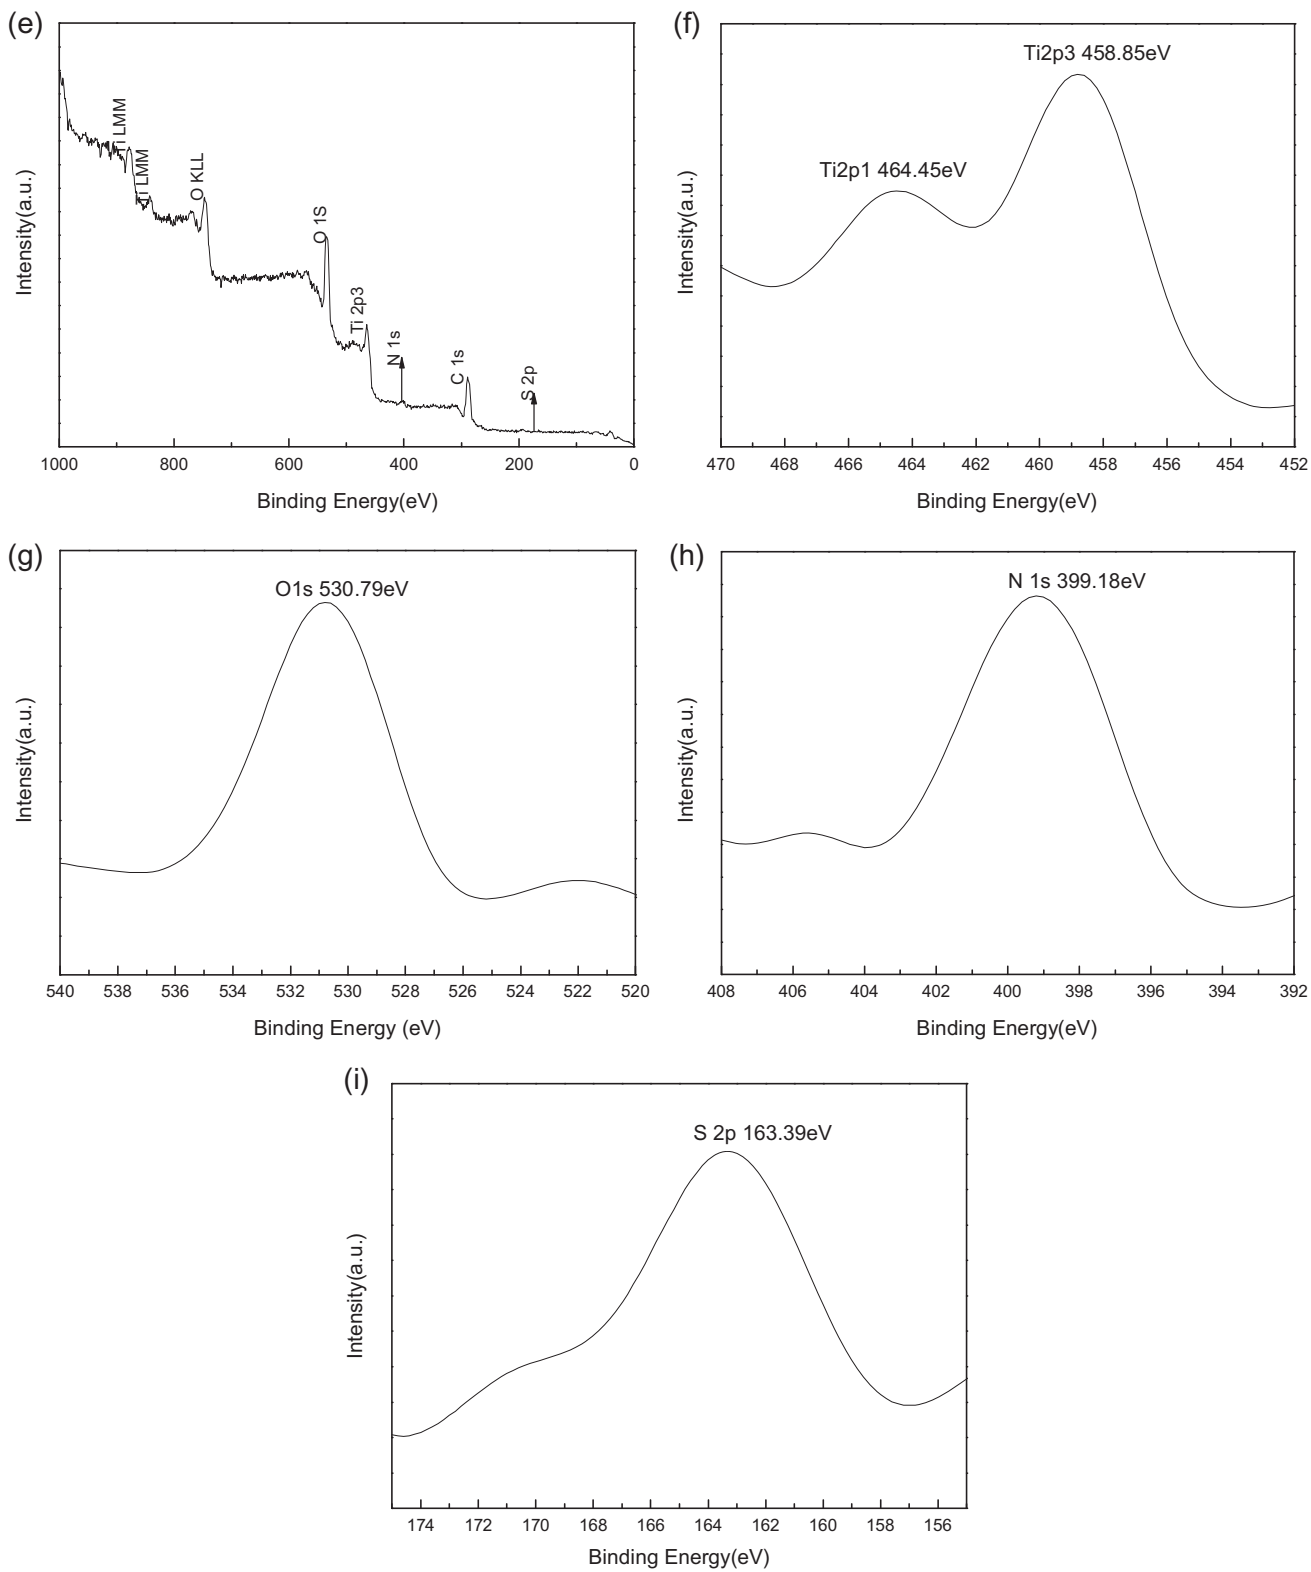 (e)
Ti LMM
Ti LMM
O KLL
O 1S
Ti 2p3
N 1s
C 1s
S 2p
Intensity(a.u.)
1000 800 600 400 200 0
Binding Energy(eV)
(f)
Ti2p3 458.85eV
Ti2p1 464.45eV
Intensity(a.u.)
470 468 466 464 462 460 458 456 454 452
Binding Energy(eV)
(g)
O1s 530.79eV
Intensity(a.u.)
540 538 536 534 532 530 528 526 524 522 520
Binding Energy (eV)
(h)
N 1s 399.18eV
Intensity(a.u.)
408 406 404 402 400 398 396 394 392
Binding Energy(eV)
(i)
S 2p 163.39eV
Intensity(a.u.)
174 172 170 168 166 164 162 160 158 156
Binding Energy(eV)